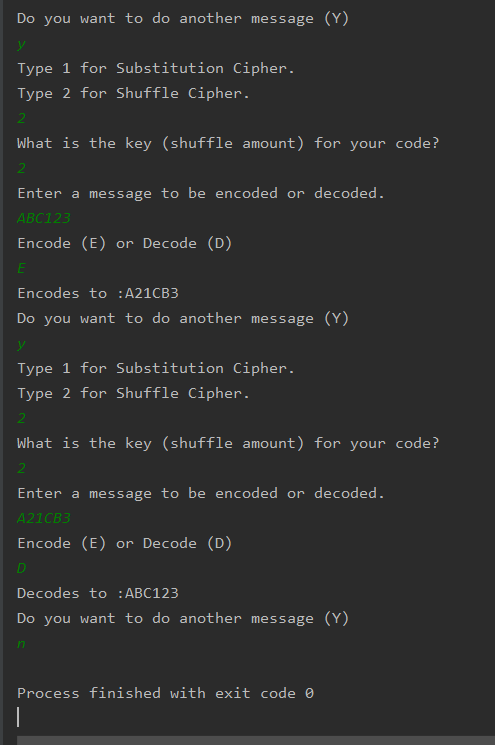 Do you want to do another message (Y)
y
Type 1 for Substitution Cipher.
Type 2 for Shuffle Cipher.
2
What is the key (shuffle amount) for your code?
2
Enter a message to be encoded or decoded.
ABC123
Encode (E) or Decode (D)
E
Encodes to :A21CB3
Do you want to do another message (Y)
y
Type 1 for Substitution Cipher.
Type 2 for Shuffle Cipher.
2
What is the key (shuffle amount) for your code?
2
Enter a message to be encoded or decoded.
A21CB3
Encode (E) or Decode (D)
D
Decodes to :ABC123
Do you want to do another message (Y)
n
Process finished with exit code 0